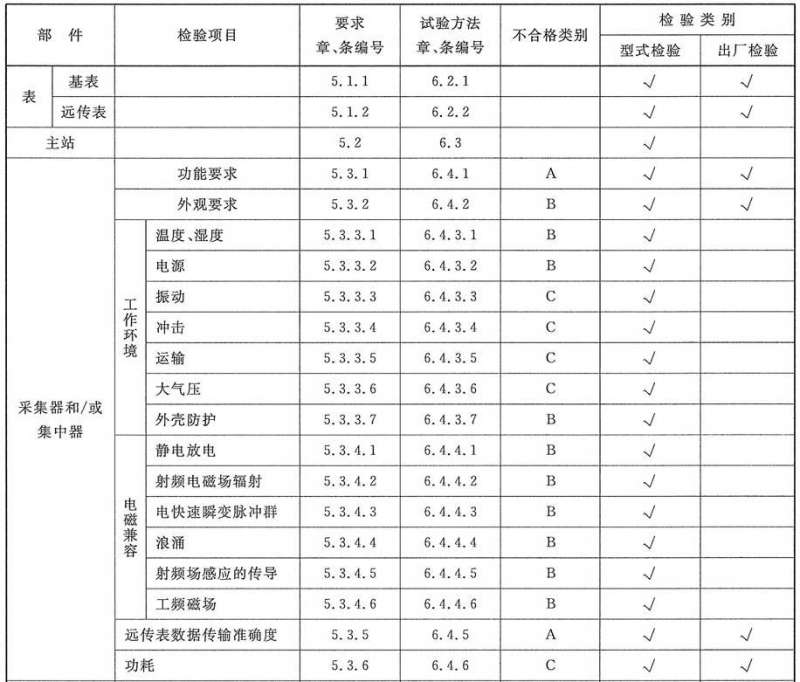 部 件 检验项目 要求 章、条编号 试验方法 章、条编号 不合格类别 检 验 类 别
型式检验 出厂检验
表 基表 5.1.1 6.2.1 √ √
远传表 5.1.2 6.2.2 √ √
主站 5.2 6.3 √
采集器和/或
集中器
功能要求 5.3.1 6.4.1 A √ √
外观要求 5.3.2 6.4.2 B √ √
工作环境
温度、湿度 5.3.3.1 6.4.3.1 B √
电源 5.3.3.2 6.4.3.2 B √
振动 5.3.3.3 6.4.3.3 C √
冲击 5.3.3.4 6.4.3.4 C √
运输 5.3.3.5 6.4.3.5 C √
大气压 5.3.3.6 6.4.3.6 C √
外壳防护 5.3.3.7 6.4.3.7 B √
电磁兼容
静电放电 5.3.4.1 6.4.4.1 B √
射频电磁场辐射 5.3.4.2 6.4.4.2 B √
电快速瞬变脉冲群 5.3.4.3 6.4.4.3 B √
浪涌 5.3.4.4 6.4.4.4 B √
射频场感应的传导 5.3.4.5 6.4.4.5 B √
工频磁场 5.3.4.6 6.4.4.6 B √
远传表数据传输准确度 5.3.5 6.4.5 A √ √
功耗 5.3.6 6.4.6 C √ √